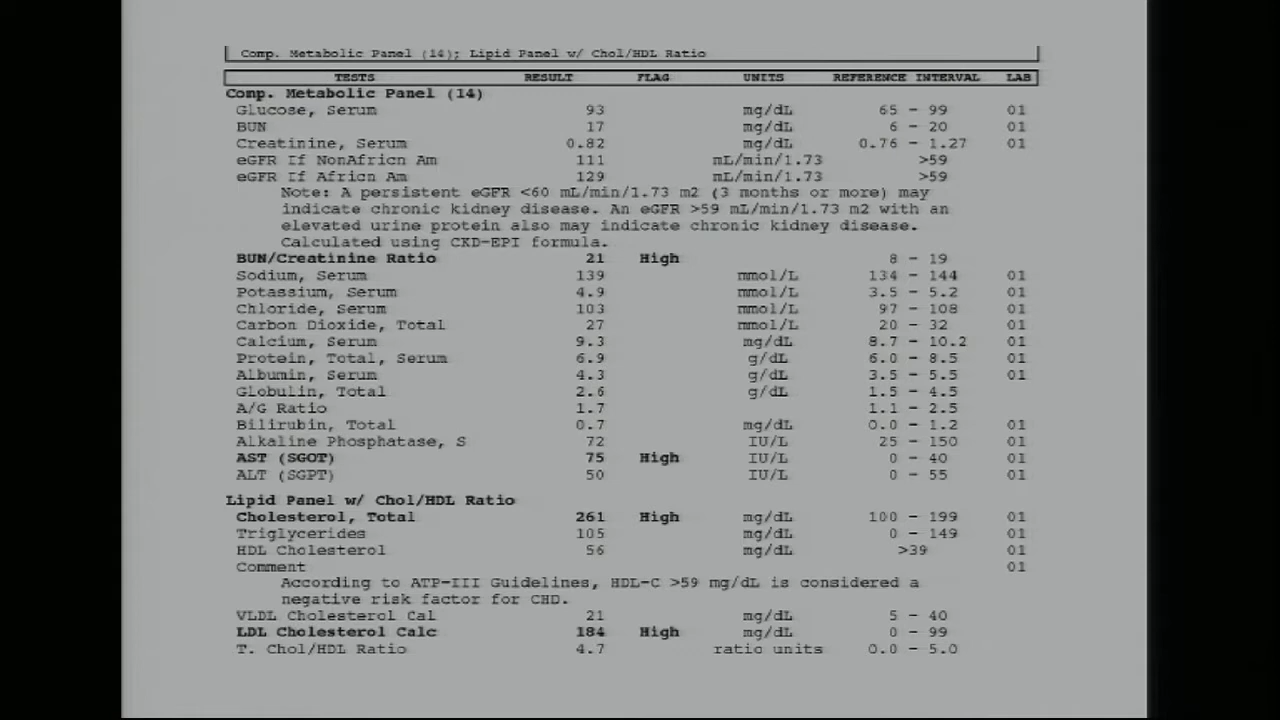 Comp. Metabolic Panel (14); Lipid Panel w/ Chol/HDL Ratio
TESTS RESULT FLAG UNITS REFERENCE INTERVAL LAB
Comp. Metabolic Panel (14)
Glucose, Serum 93 mg/dL 65 - 99 01
BUN 17 mg/dL 6 - 20 01
Creatinine, Serum 0.82 mg/dL 0.76 - 1.27 01
eGFR If NonAfricn Am 111 mL/min/1.73 >59
eGFR If Africn Am 129 mL/min/1.73 >59
Note: A persistent eGFR <60 mL/min/1.73 m2 (3 months or more) may
indicate chronic kidney disease. An eGFR >59 mL/min/1.73 m2 with an
elevated urine protein also may indicate chronic kidney disease.
Calculated using CKD-EPI formula.
BUN/Creatinine Ratio 21 High 8 - 19
Sodium, Serum 139 mmol/L 134 - 144 01
Potassium, Serum 4.9 mmol/L 3.5 - 5.2 01
Chloride, Serum 103 mmol/L 97 - 108 01
Carbon Dioxide, Total 27 mmol/L 20 - 32 01
Calcium, Serum 9.3 mg/dL 8.7 - 10.2 01
Protein, Total, Serum 6.9 g/dL 6.0 - 8.5 01
Albumin, Serum 4.3 g/dL 3.5 - 5.5 01
Globulin, Total 2.6 g/dL 1.5 - 4.5
A/G Ratio 1.7 1.1 - 2.5
Bilirubin, Total 0.7 mg/dL 0.0 - 1.2 01
Alkaline Phosphatase, S 72 IU/L 25 - 150 01
AST (SGOT) 75 High IU/L 0 - 40 01
ALT (SGPT) 50 IU/L 0 - 55 01
Lipid Panel w/ Chol/HDL Ratio
Cholesterol, Total 261 High mg/dL 100 - 199 01
Triglycerides 105 mg/dL 0 - 149 01
HDL Cholesterol 56 mg/dL >39 01
Comment 01
According to ATP-III Guidelines, HDL-C >59 mg/dL is considered a
negative risk factor for CHD.
VLDL Cholesterol Cal 21 mg/dL 5 - 40
LDL Cholesterol Calc 184 High mg/dL 0 - 99
T. Chol/HDL Ratio 4.7 ratio units 0.0 - 5.0